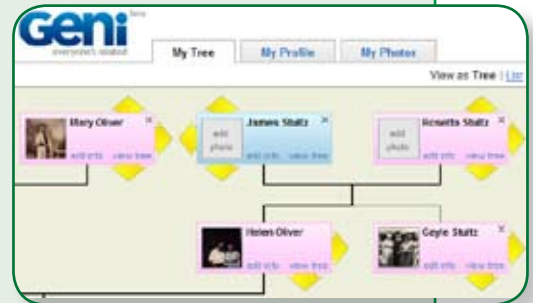 Geni beta
everyone's related
My Tree My Profile My Photos
View as Tree | List
Mary Oliver × James Stultz × Rosetta Stultz ×
add photo add photo
edit info view tree edit info view tree edit info view tree
Helen Oliver Gayle Stultz ×
edit info view tree edit info view tree